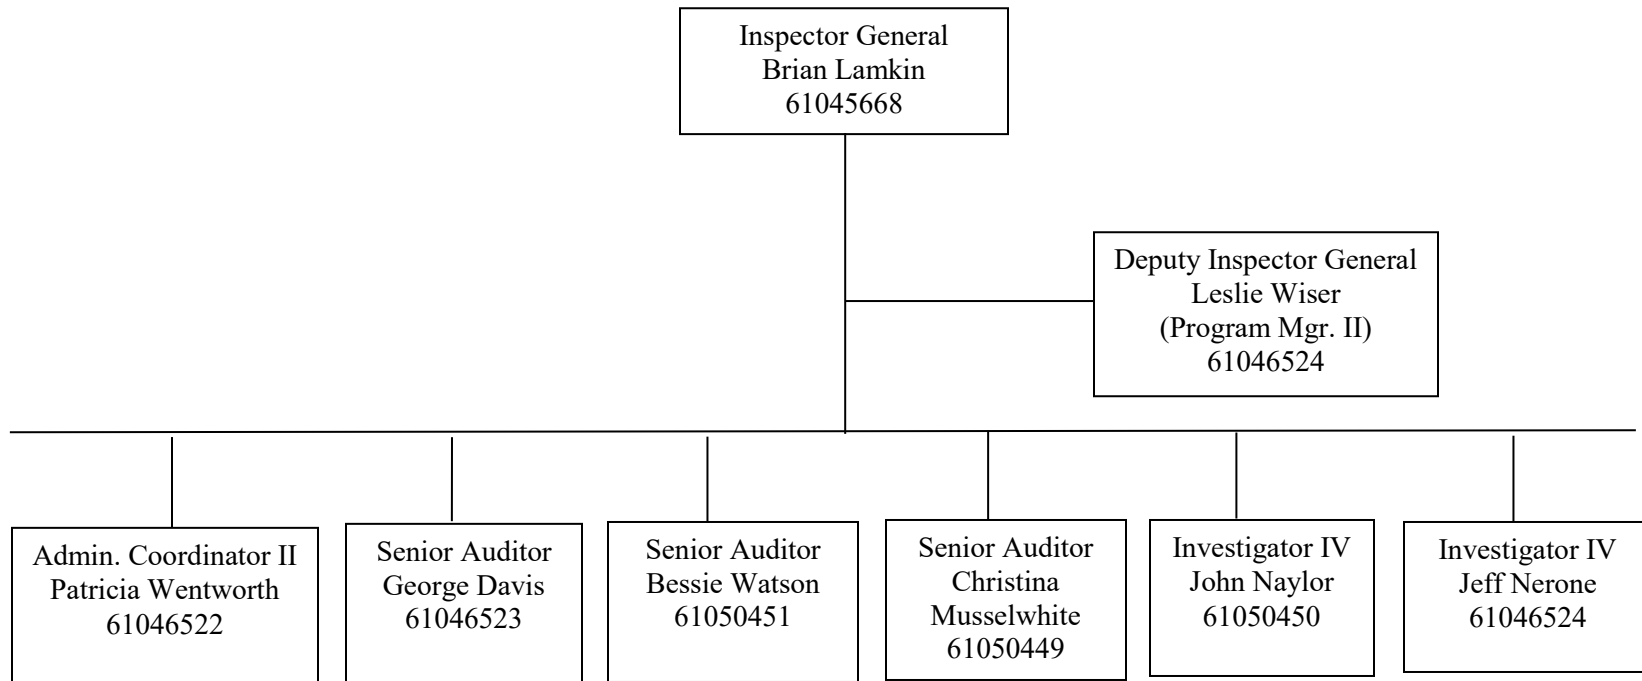 Inspector General
Brian Lamkin
61045668
Deputy Inspector General
Leslie Wiser
(Program Mgr. II)
61046524
Admin. Coordinator II
Patricia Wentworth
61046522
Senior Auditor
George Davis
61046523
Senior Auditor
Bessie Watson
61050451
Senior Auditor
Christina
Musselwhite
61050449
Investigator IV
John Naylor
61050450
Investigator IV
Jeff Nerone
61046524